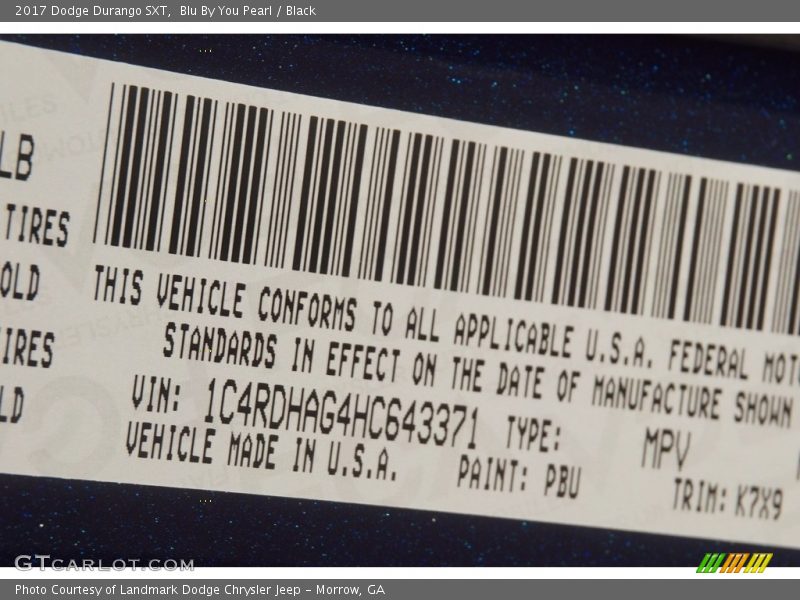 2017 Dodge Durango SXT,  Blu By You Pearl / Black
LB
TIRES
OLD
IRES
LD
THIS VEHICLE CONFORMS TO ALL APPLICABLE U.S.A. FEDERAL MOT
STANDARDS IN EFFECT ON THE DATE OF MANUFACTURE SHOWN
VIN: 1C4RDHAG4HC643371 TYPE: MPV
VEHICLE MADE IN U.S.A. PAINT: PBU TRIM: K7X9
GTCARLOT.COM
Photo Courtesy of Landmark Dodge Chrysler Jeep – Morrow, GA